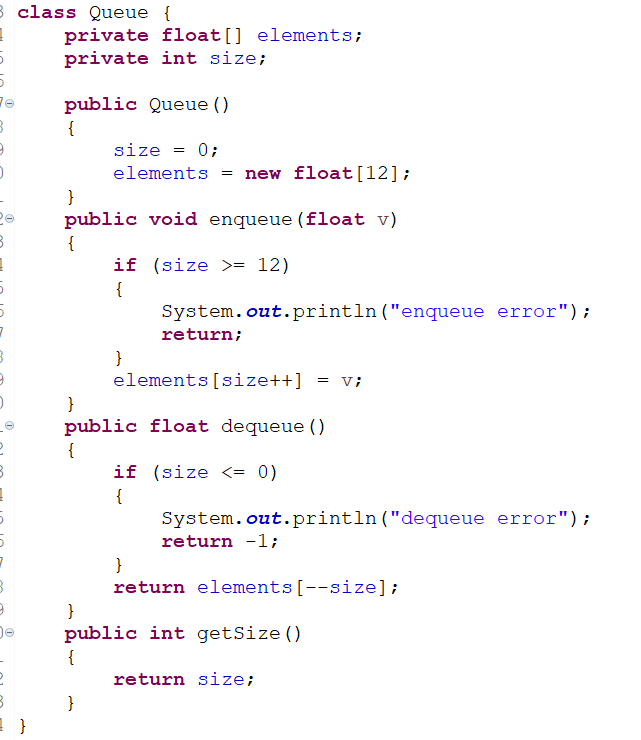 class Queue {
    private float[] elements;
    private int size;

    public Queue()
    {
        size = 0;
        elements = new float[12];
    }
    public void enqueue(float v)
    {
        if (size >= 12)
        {
            System.out.println("enqueue error");
            return;
        }
        elements[size++] = v;
    }
    public float dequeue()
    {
        if (size <= 0)
        {
            System.out.println("dequeue error");
            return -1;
        }
        return elements[--size];
    }
    public int getSize()
    {
        return size;
    }
}